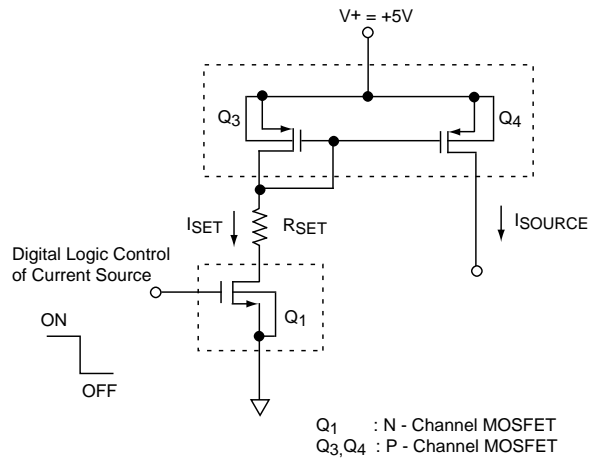 V+ = +5V
Q3
Q4
ISET
RSET
ISOURCE
Digital Logic Control
of Current Source
Q1
ON
OFF
Q1 : N - Channel MOSFET
Q3,Q4 : P - Channel MOSFET